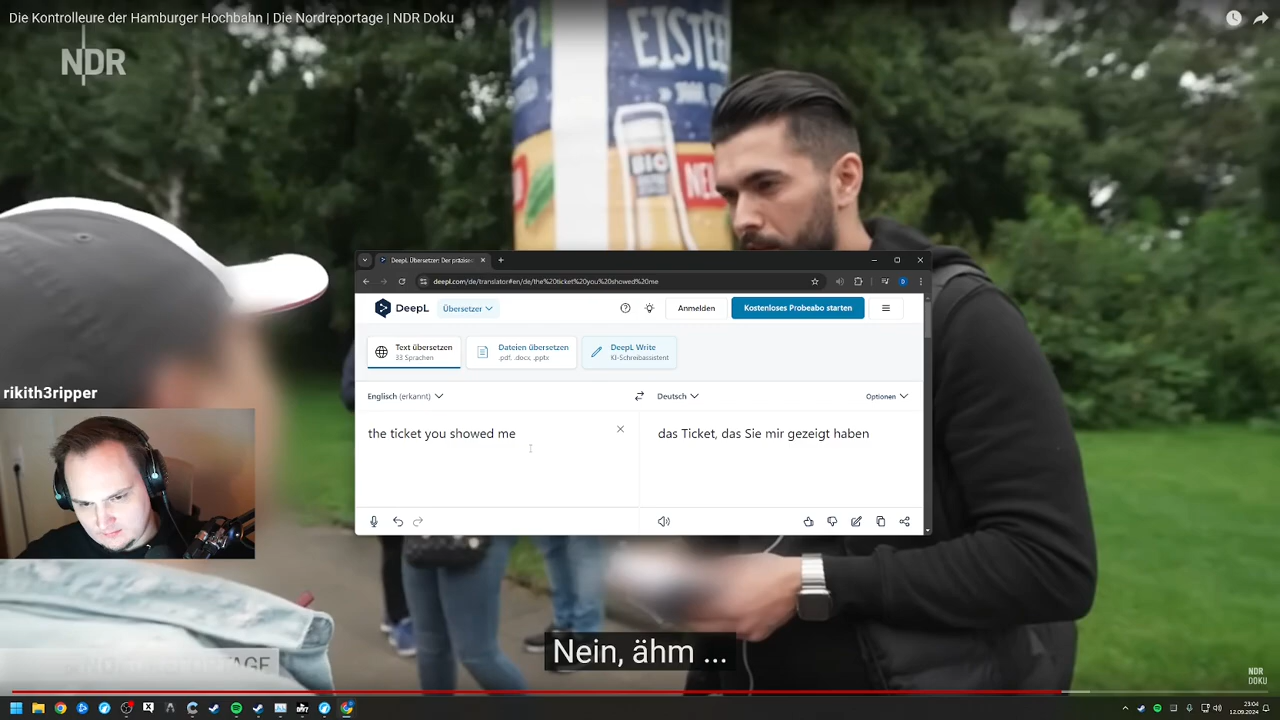 Die Kontrolleure der Hamburger Hochbahn | Die Nordreportage | NDR Doku
NDR
EISTEE
BIO
DeepL Übersetzer: Der präzises
deepl.com/de/translator#en/de/the%20ticket%20you%20showed%20me
DeepL
Übersetzer
Anmelden
Kostenloses Probeabo starten
Text übersetzen
33 Sprachen
Dateien übersetzen
.pdf, .docx, .pptx
DeepL Write
KI-Schreibassistent
Englisch (erkannt)
Deutsch
Optionen
the ticket you showed me
das Ticket, das Sie mir gezeigt haben
rikith3ripper
Nein, ähm ...
NDR
DOKU
23:04
12.09.2024